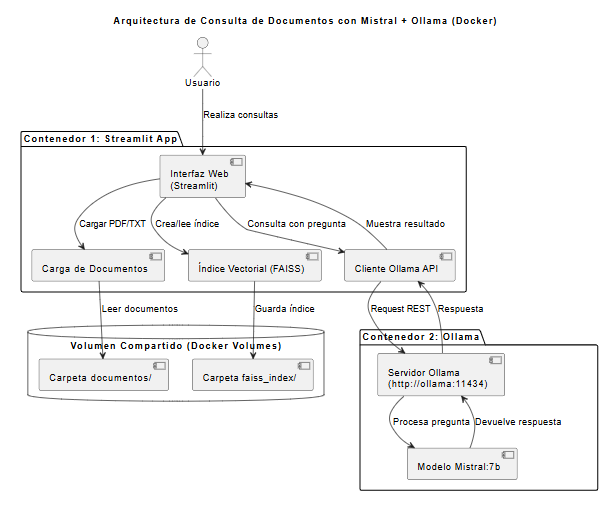 Arquitectura de Consulta de Documentos con Mistral + Ollama (Docker)
Usuario
Realiza consultas
Contenedor 1: Streamlit App
Interfaz Web
(Streamlit)
Cargar PDF/TXT
Crea/lee índice
Consulta con pregunta
Muestra resultado
Carga de Documentos
Índice Vectorial (FAISS)
Cliente Ollama API
Leer documentos
Guarda índice
Request REST
Respuesta
Volumen Compartido (Docker Volumes)
Carpeta documentos/
Carpeta faiss_index/
Contenedor 2: Ollama
Servidor Ollama
(http://ollama:11434)
Procesa pregunta
Devuelve respuesta
Modelo Mistral:7b